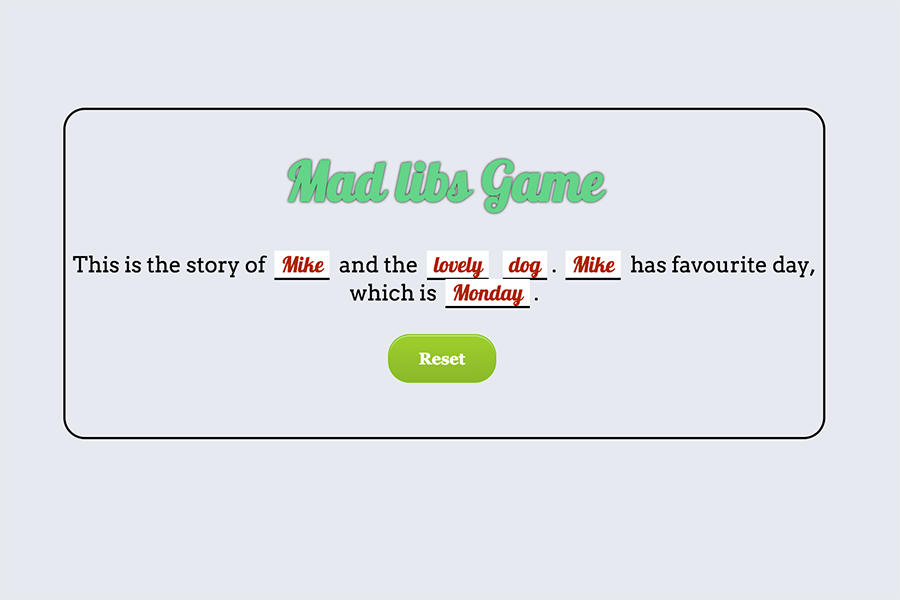 Mad libs Game
This is the story of Mike and the lovely dog . Mike has favourite day,
which is Monday .
Reset